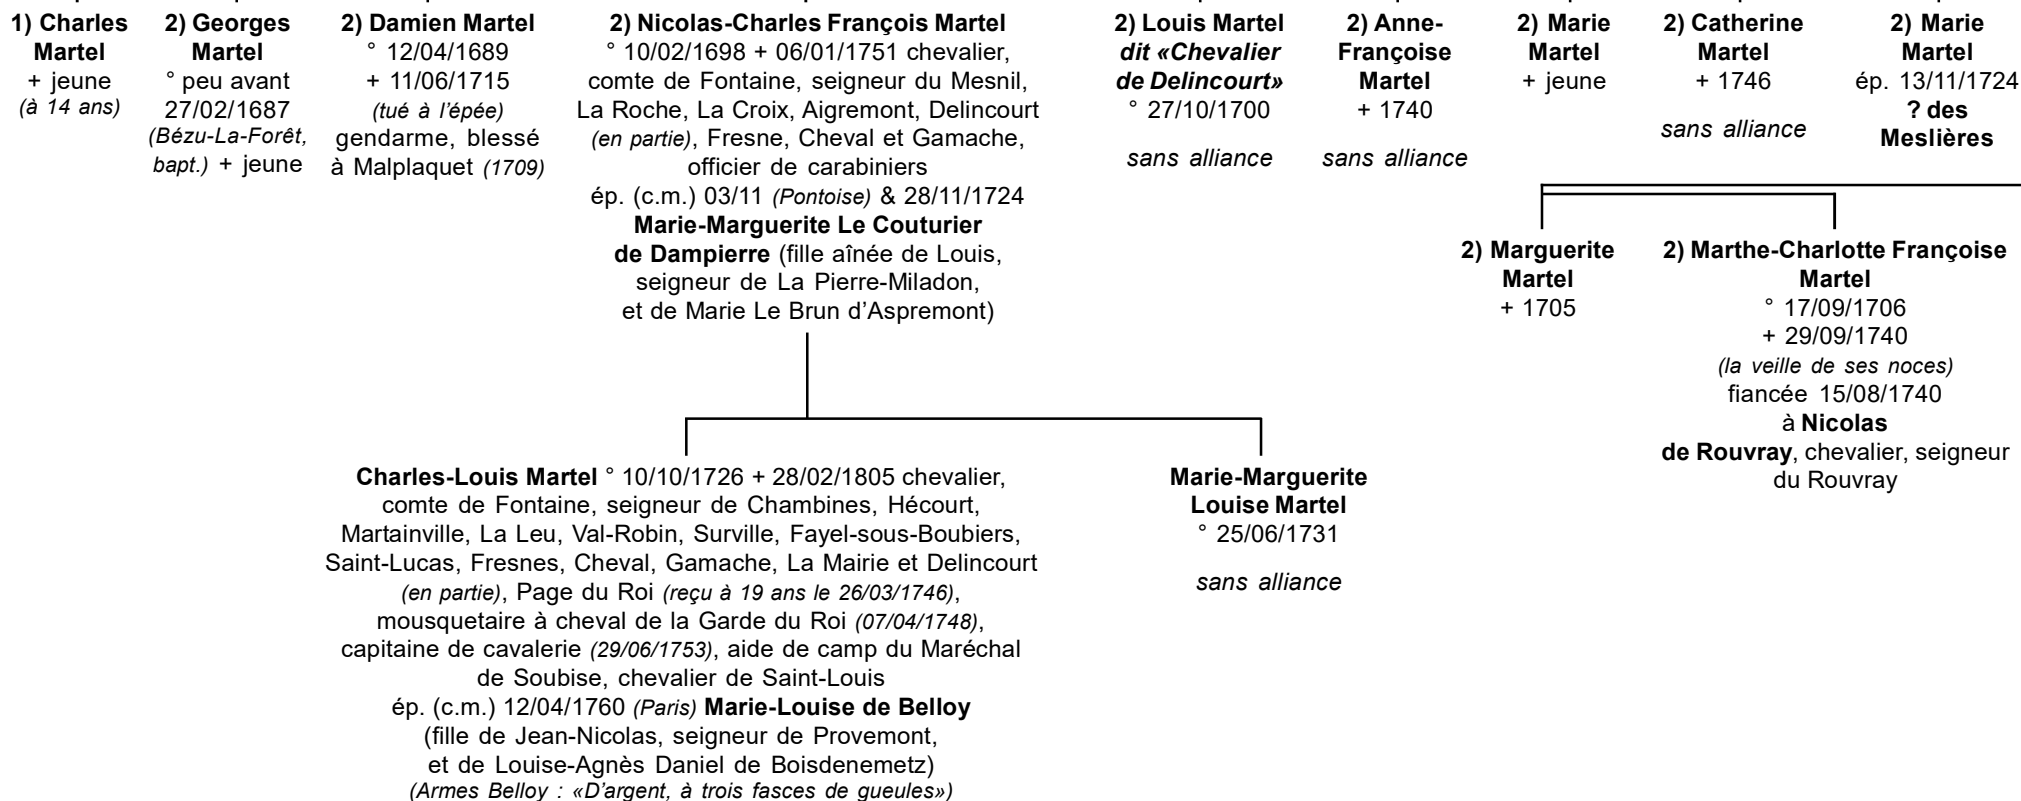 1) Charles
Martel
+ jeune
(à 14 ans)
2) Georges
Martel
° peu avant
27/02/1687
(Bézu-La-Forêt,
bapt.) + jeune
2) Damien Martel
° 12/04/1689
+ 11/06/1715
(tué à l'épée)
gendarme, blessé
à Malplaquet (1709)
2) Nicolas-Charles François Martel
° 10/02/1698 + 06/01/1751 chevalier,
comte de Fontaine, seigneur du Mesnil,
La Roche, La Croix, Aigremont, Delincourt
(en partie), Fresne, Cheval et Gamache,
officier de carabiniers
ép. (c.m.) 03/11 (Pontoise) & 28/11/1724
Marie-Marguerite Le Couturier
de Dampierre (fille aînée de Louis,
seigneur de La Pierre-Miladon,
et de Marie Le Brun d'Aspremont)
2) Louis Martel
dit «Chevalier
de Delincourt»
° 27/10/1700
sans alliance
2) Anne-
Françoise
Martel
+ 1740
sans alliance
2) Marie
Martel
+ jeune
2) Catherine
Martel
+ 1746
sans alliance
2) Marie
Martel
ép. 13/11/1724
? des
Meslières
2) Marguerite
Martel
+ 1705
2) Marthe-Charlotte Françoise
Martel
° 17/09/1706
+ 29/09/1740
(la veille de ses noces)
fiancée 15/08/1740
à Nicolas
de Rouvray, chevalier, seigneur
du Rouvray
Charles-Louis Martel ° 10/10/1726 + 28/02/1805 chevalier,
comte de Fontaine, seigneur de Chambines, Hécourt,
Martainville, La Leu, Val-Robin, Surville, Fayel-sous-Boubiers,
Saint-Lucas, Fresnes, Cheval, Gamache, La Mairie et Delincourt
(en partie), Page du Roi (reçu à 19 ans le 26/03/1746),
mousquetaire à cheval de la Garde du Roi (07/04/1748),
capitaine de cavalerie (29/06/1753), aide de camp du Maréchal
de Soubise, chevalier de Saint-Louis
ép. (c.m.) 12/04/1760 (Paris) Marie-Louise de Belloy
(fille de Jean-Nicolas, seigneur de Provemont,
et de Louise-Agnès Daniel de Boisdenemetz)
(Armes Belloy : «D'argent, à trois fasces de gueules»)
Marie-Marguerite
Louise Martel
° 25/06/1731
sans alliance